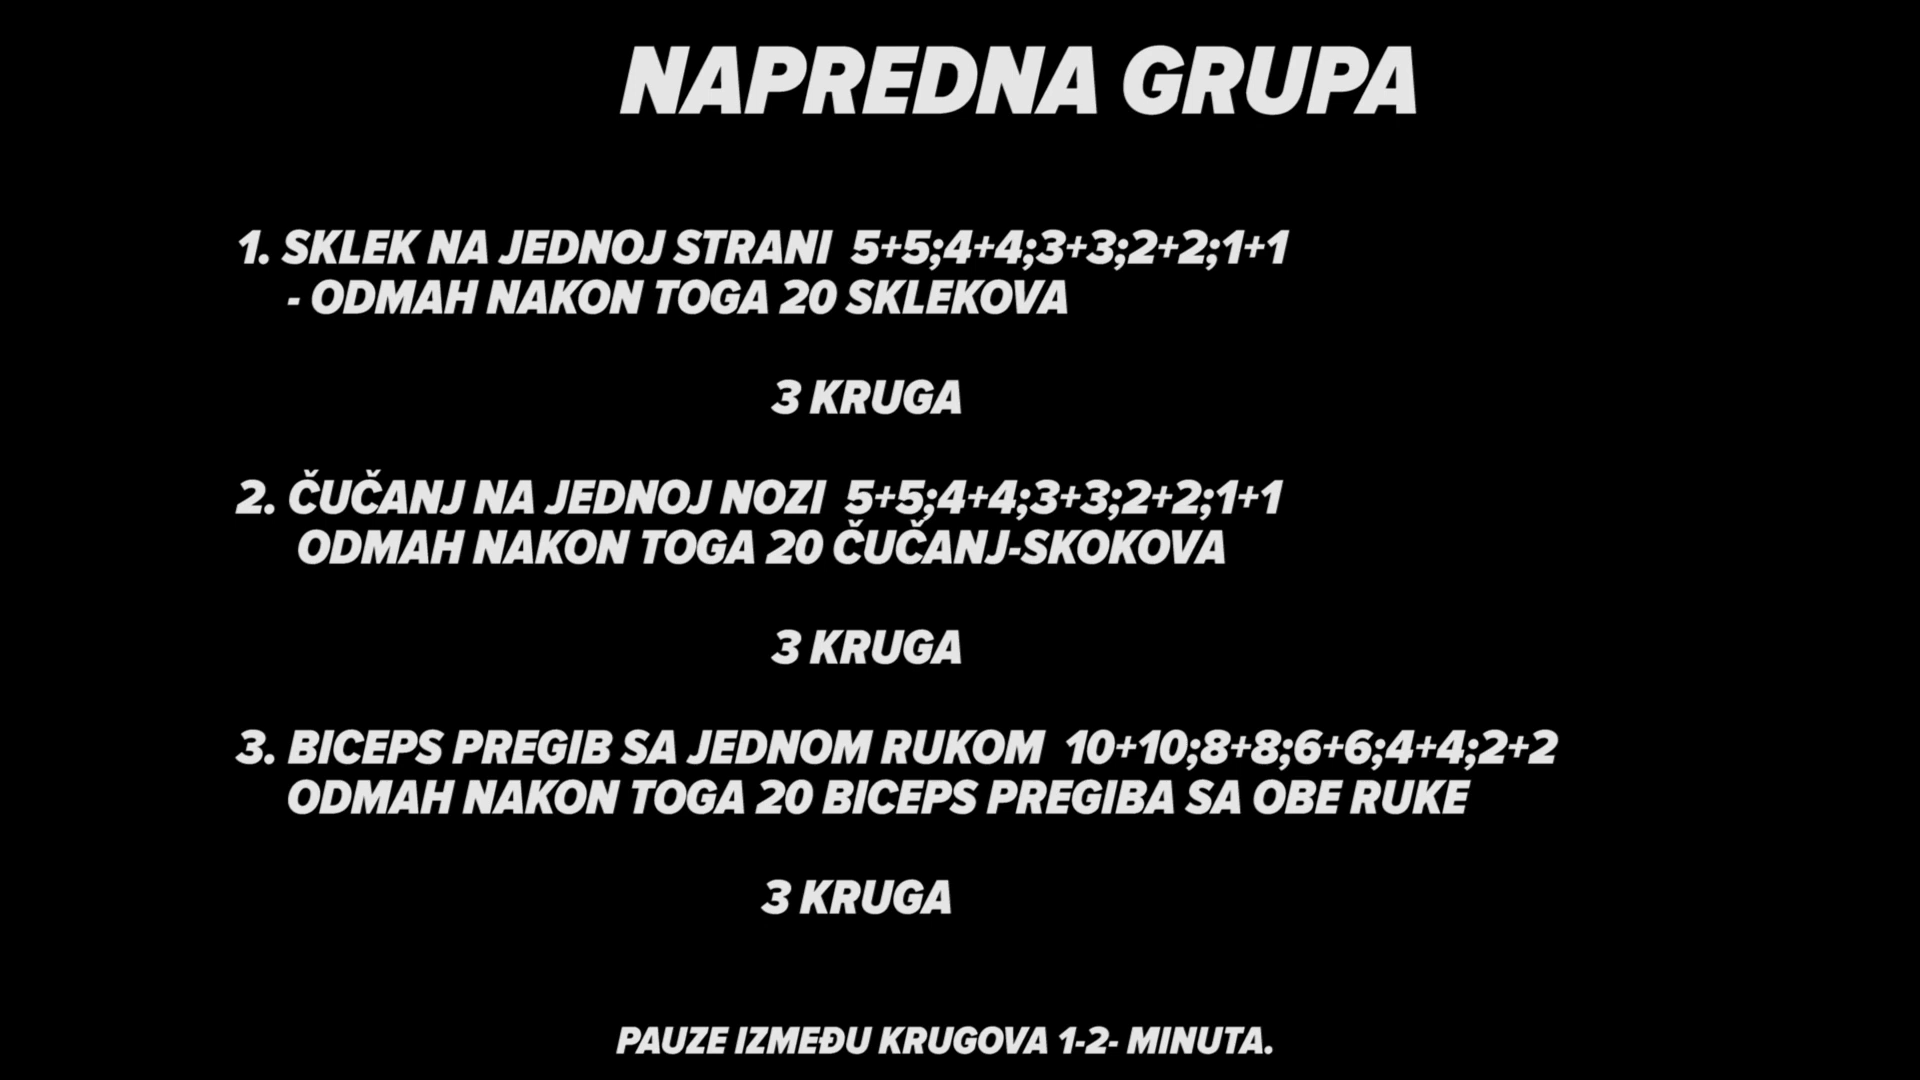 NAPREDNA GRUPA
1. SKLEK NA JEDNOJ STRANI 5+5;4+4;3+3;2+2;1+1
- ODMAH NAKON TOGA 20 SKLEKOVA
3 KRUGA
2. ČUČANJ NA JEDNOJ NOZI 5+5;4+4;3+3;2+2;1+1
ODMAH NAKON TOGA 20 ČUČANJ-SKOKOVA
3 KRUGA
3. BICEPS PREGIB SA JEDNOM RUKOM 10+10;8+8;6+6;4+4;2+2
ODMAH NAKON TOGA 20 BICEPS PREGIBA SA OBE RUKE
3 KRUGA
PAUZE IZMEĐU KRUGOVA 1-2- MINUTA.